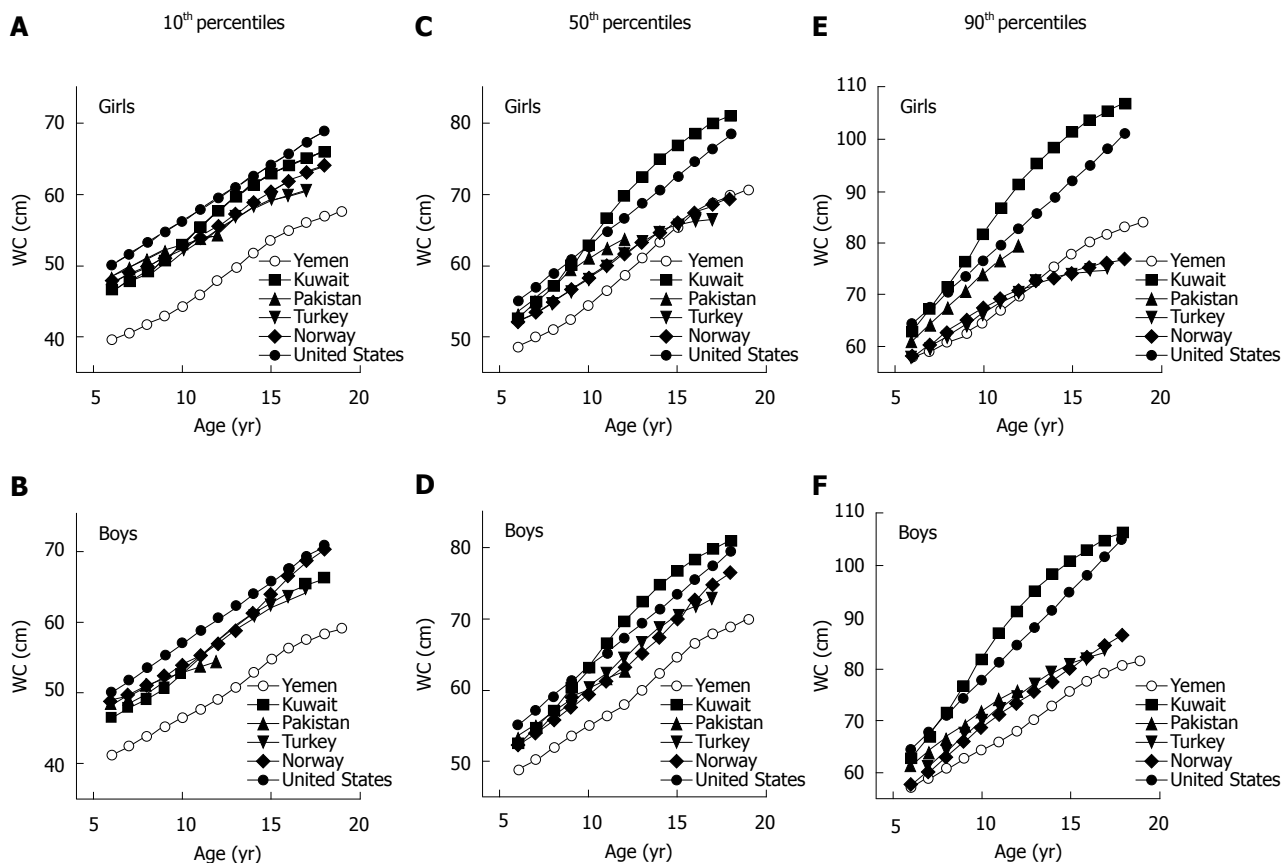 A
10th percentiles
Girls
WC (cm)
70
60
50
40
Yemen
Kuwait
Pakistan
Turkey
Norway
United States
5 10 15 20
Age (yr)
C
50th percentiles
Girls
WC (cm)
80
70
60
50
Yemen
Kuwait
Pakistan
Turkey
Norway
United States
5 10 15 20
Age (yr)
E
90th percentiles
Girls
WC (cm)
110
100
90
80
70
60
Yemen
Kuwait
Pakistan
Turkey
Norway
United States
5 10 15 20
Age (yr)
B
Boys
WC (cm)
70
60
50
40
Yemen
Kuwait
Pakistan
Turkey
Norway
United States
5 10 15 20
Age (yr)
D
Boys
WC (cm)
80
70
60
50
Yemen
Kuwait
Pakistan
Turkey
Norway
United States
5 10 15 20
Age (yr)
F
Boys
WC (cm)
110
100
90
80
70
60
Yemen
Kuwait
Pakistan
Turkey
Norway
United States
5 10 15 20
Age (yr)